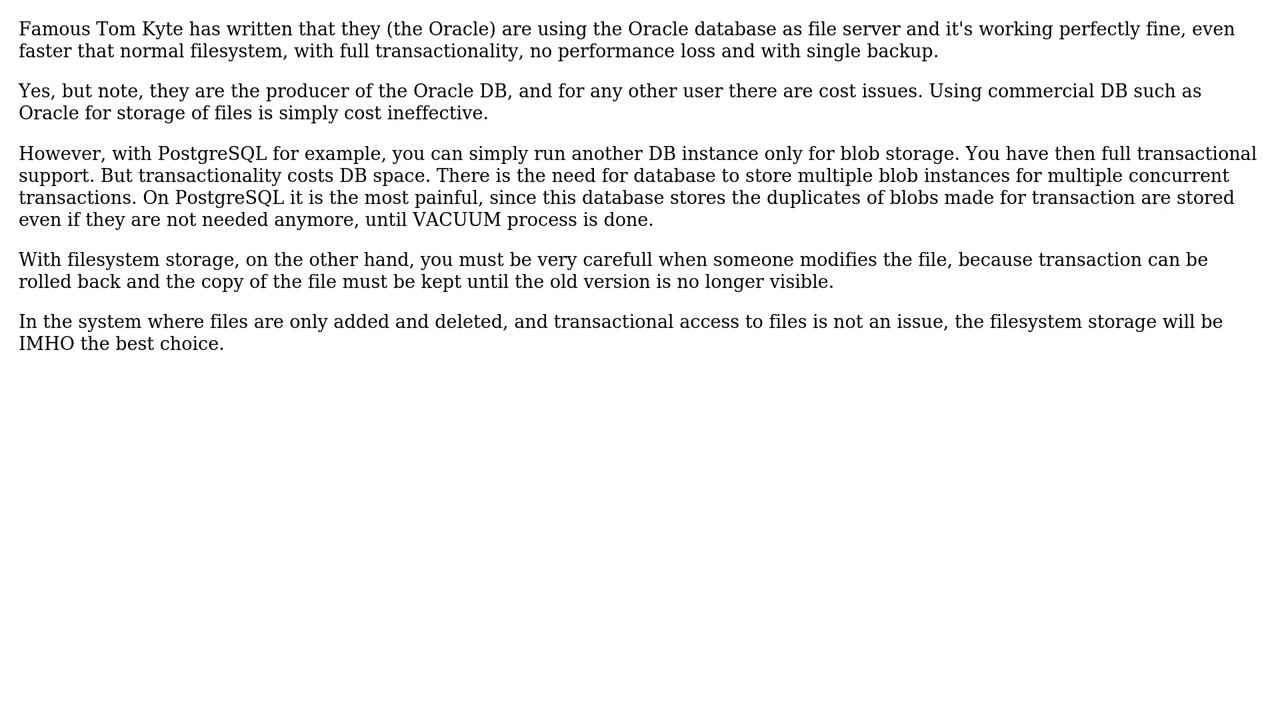 Famous Tom Kyte has written that they (the Oracle) are using the Oracle database as file server and it's working perfectly fine, even
faster that normal filesystem, with full transactionality, no performance loss and with single backup.
Yes, but note, they are the producer of the Oracle DB, and for any other user there are cost issues. Using commercial DB such as
Oracle for storage of files is simply cost ineffective.
However, with PostgreSQL for example, you can simply run another DB instance only for blob storage. You have then full transactional
support. But transactionality costs DB space. There is the need for database to store multiple blob instances for multiple concurrent
transactions. On PostgreSQL it is the most painful, since this database stores the duplicates of blobs made for transaction are stored
even if they are not needed anymore, until VACUUM process is done.
With filesystem storage, on the other hand, you must be very carefull when someone modifies the file, because transaction can be
rolled back and the copy of the file must be kept until the old version is no longer visible.
In the system where files are only added and deleted, and transactional access to files is not an issue, the filesystem storage will be
IMHO the best choice.